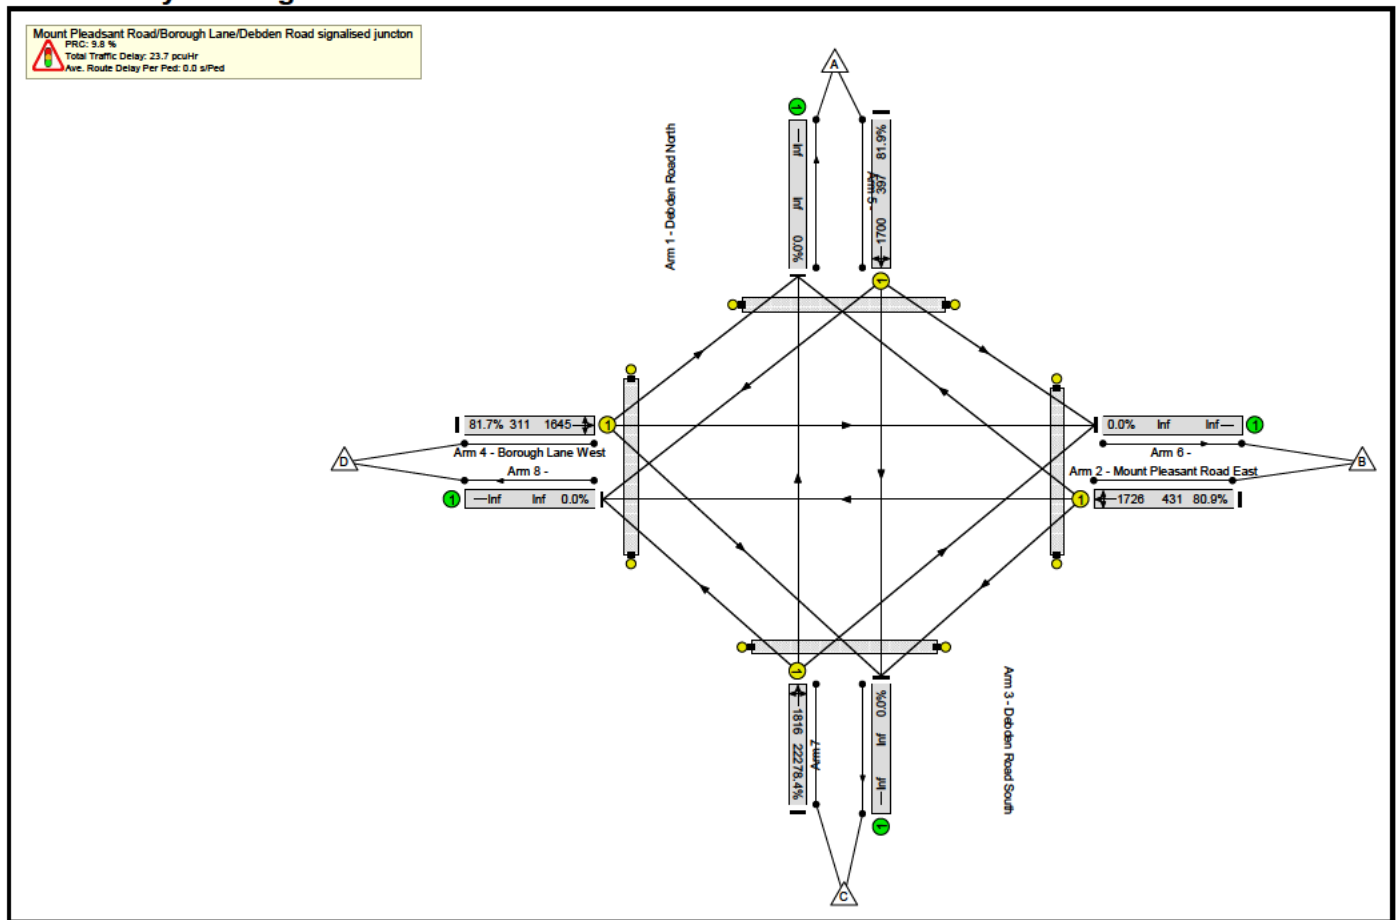 Mount Pleadsant Road/Borough Lane/Debden Road signalised juncton
PRC: 9.8 %
Total Traffic Delay: 23.7 pcuHr
Ave. Route Delay Per Ped: 0.0 s/Ped
A
1
Arm 1 - Debden Road North
Inf Inf 0.0%
1700 397 81.9%
Arm 5 -
1
81.7% 311 1645
1
0.0% Inf Inf
1
Arm 4 - Borough Lane West
Arm 6 -
D
Arm 8 -
Arm 2 - Mount Pleasant Road East
B
1
Inf Inf 0.0%
1
1726 431 80.9%
1
1816 22278.4%
Arm 7
0.0% Inf Inf
Arm 3 - Debden Road South
1
C